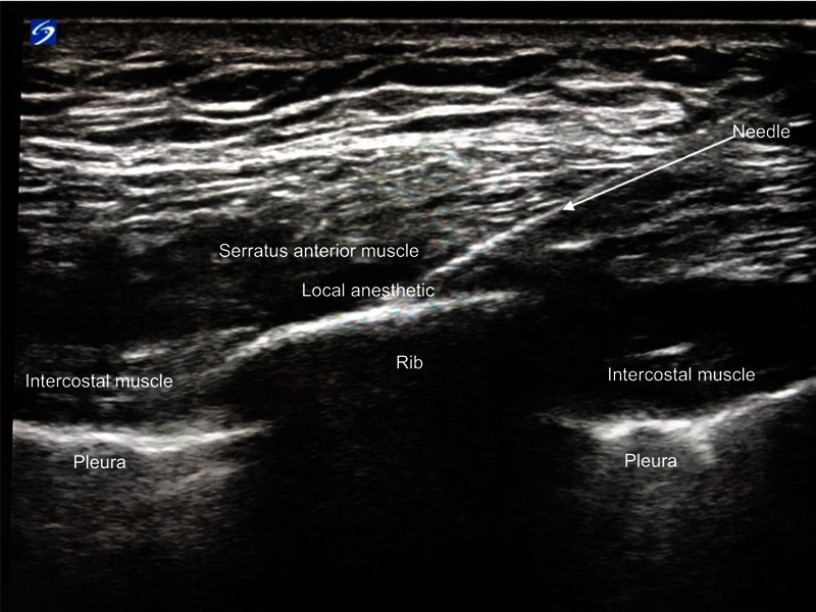 Needle
Serratus anterior muscle
Local anesthetic
Rib
Intercostal muscle
Intercostal muscle
Pleura
Pleura